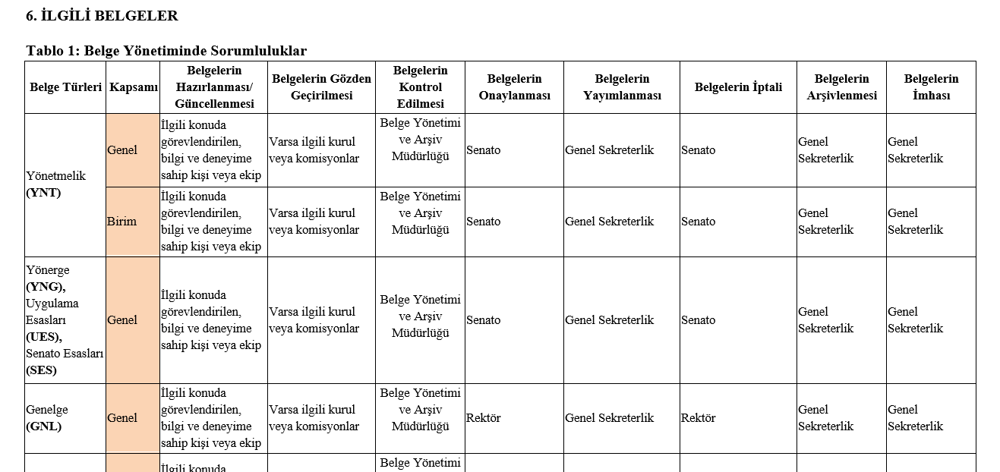 6. İLGİLİ BELGELER
Tablo 1: Belge Yönetiminde Sorumluluklar
Belge Türleri
Kapsamı
Belgelerin
Hazırlanması/
Güncellenmesi
Belgelerin Gözden
Geçirilmesi
Belgelerin
Kontrol
Edilmesi
Belgelerin
Onaylanması
Belgelerin
Yayımlanması
Belgelerin İptali
Belgelerin
Arşivlenmesi
Belgelerin
İmhası
Yönetmelik
(YNT)
Genel
İlgili konuda
görevlendirilen,
bilgi ve deneyime
sahip kişi veya ekip
Varsa ilgili kurul
veya komisyonlar
Belge Yönetimi
ve Arşiv
Müdürlüğü
Senato
Genel Sekreterlik
Senato
Genel
Sekreterlik
Genel
Sekreterlik
Birim
İlgili konuda
görevlendirilen,
bilgi ve deneyime
sahip kişi veya ekip
Varsa ilgili kurul
veya komisyonlar
Belge Yönetimi
ve Arşiv
Müdürlüğü
Senato
Genel Sekreterlik
Senato
Genel
Sekreterlik
Genel
Sekreterlik
Yönerge
(YNG),
Uygulama
Esasları
(UES),
Senato Esasları
(SES)
Genel
İlgili konuda
görevlendirilen,
bilgi ve deneyime
sahip kişi veya ekip
Varsa ilgili kurul
veya komisyonlar
Belge Yönetimi
ve Arşiv
Müdürlüğü
Senato
Genel Sekreterlik
Senato
Genel
Sekreterlik
Genel
Sekreterlik
Genelge
(GNL)
Genel
İlgili konuda
görevlendirilen,
bilgi ve deneyime
sahip kişi veya ekip
Varsa ilgili kurul
veya komisyonlar
Belge Yönetimi
ve Arşiv
Müdürlüğü
Rektör
Genel Sekreterlik
Rektör
Genel
Sekreterlik
Genel
Sekreterlik
İlgili konuda
Belge Yönetimi